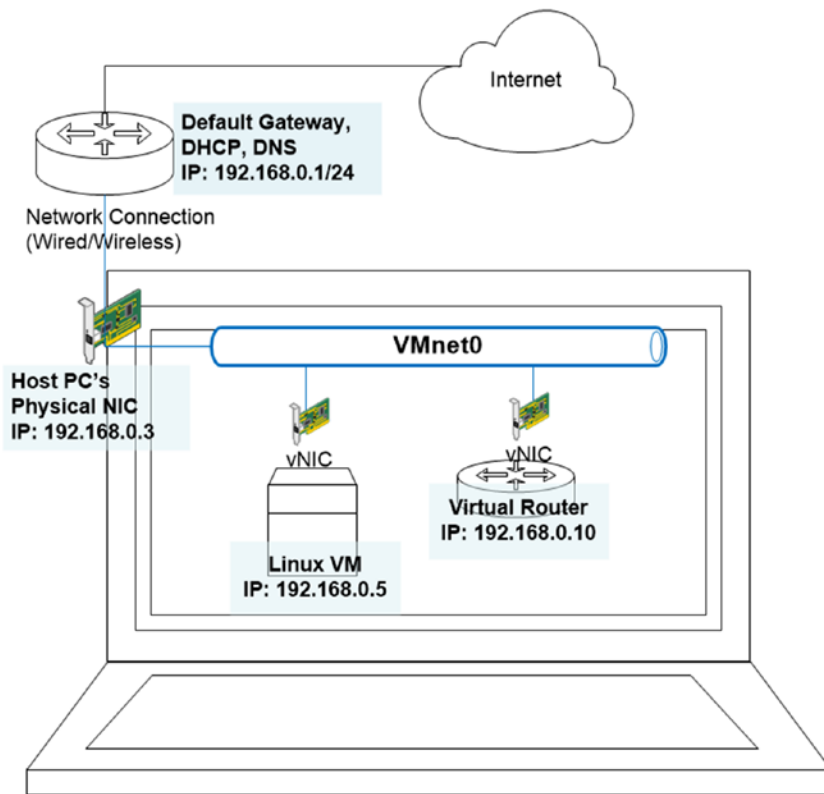 Internet
Default Gateway,
DHCP, DNS
IP: 192.168.0.1/24
Network Connection
(Wired/Wireless)
VMnet0
Host PC's
Physical NIC
IP: 192.168.0.3
vNIC
vNIC
Virtual Router
IP: 192.168.0.10
Linux VM
IP: 192.168.0.5